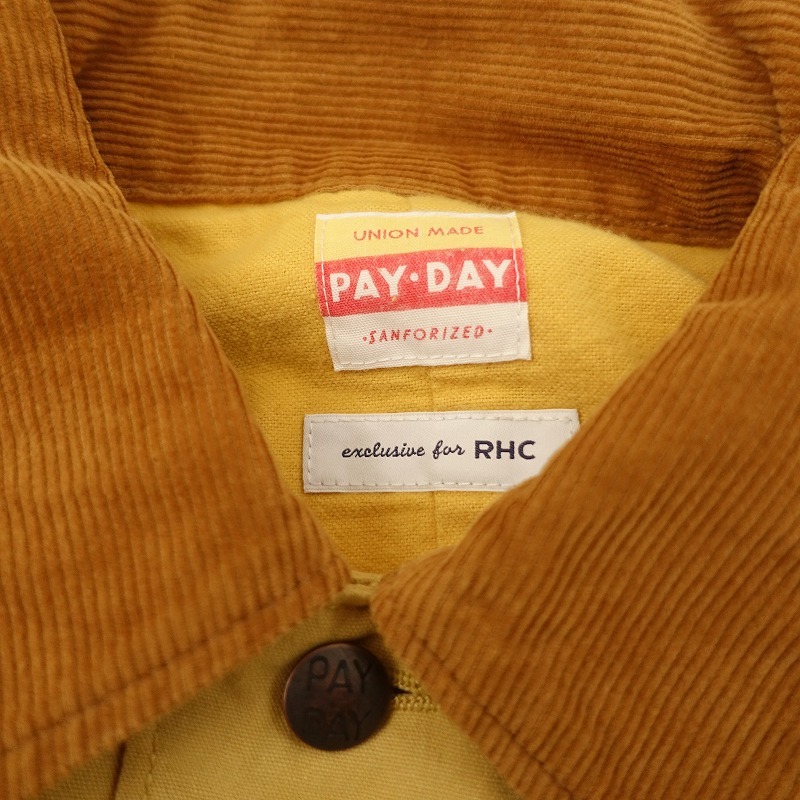 UNION MADE
PAY·DAY
·SANFORIZED·
exclusive for RHC
PAY
DAY